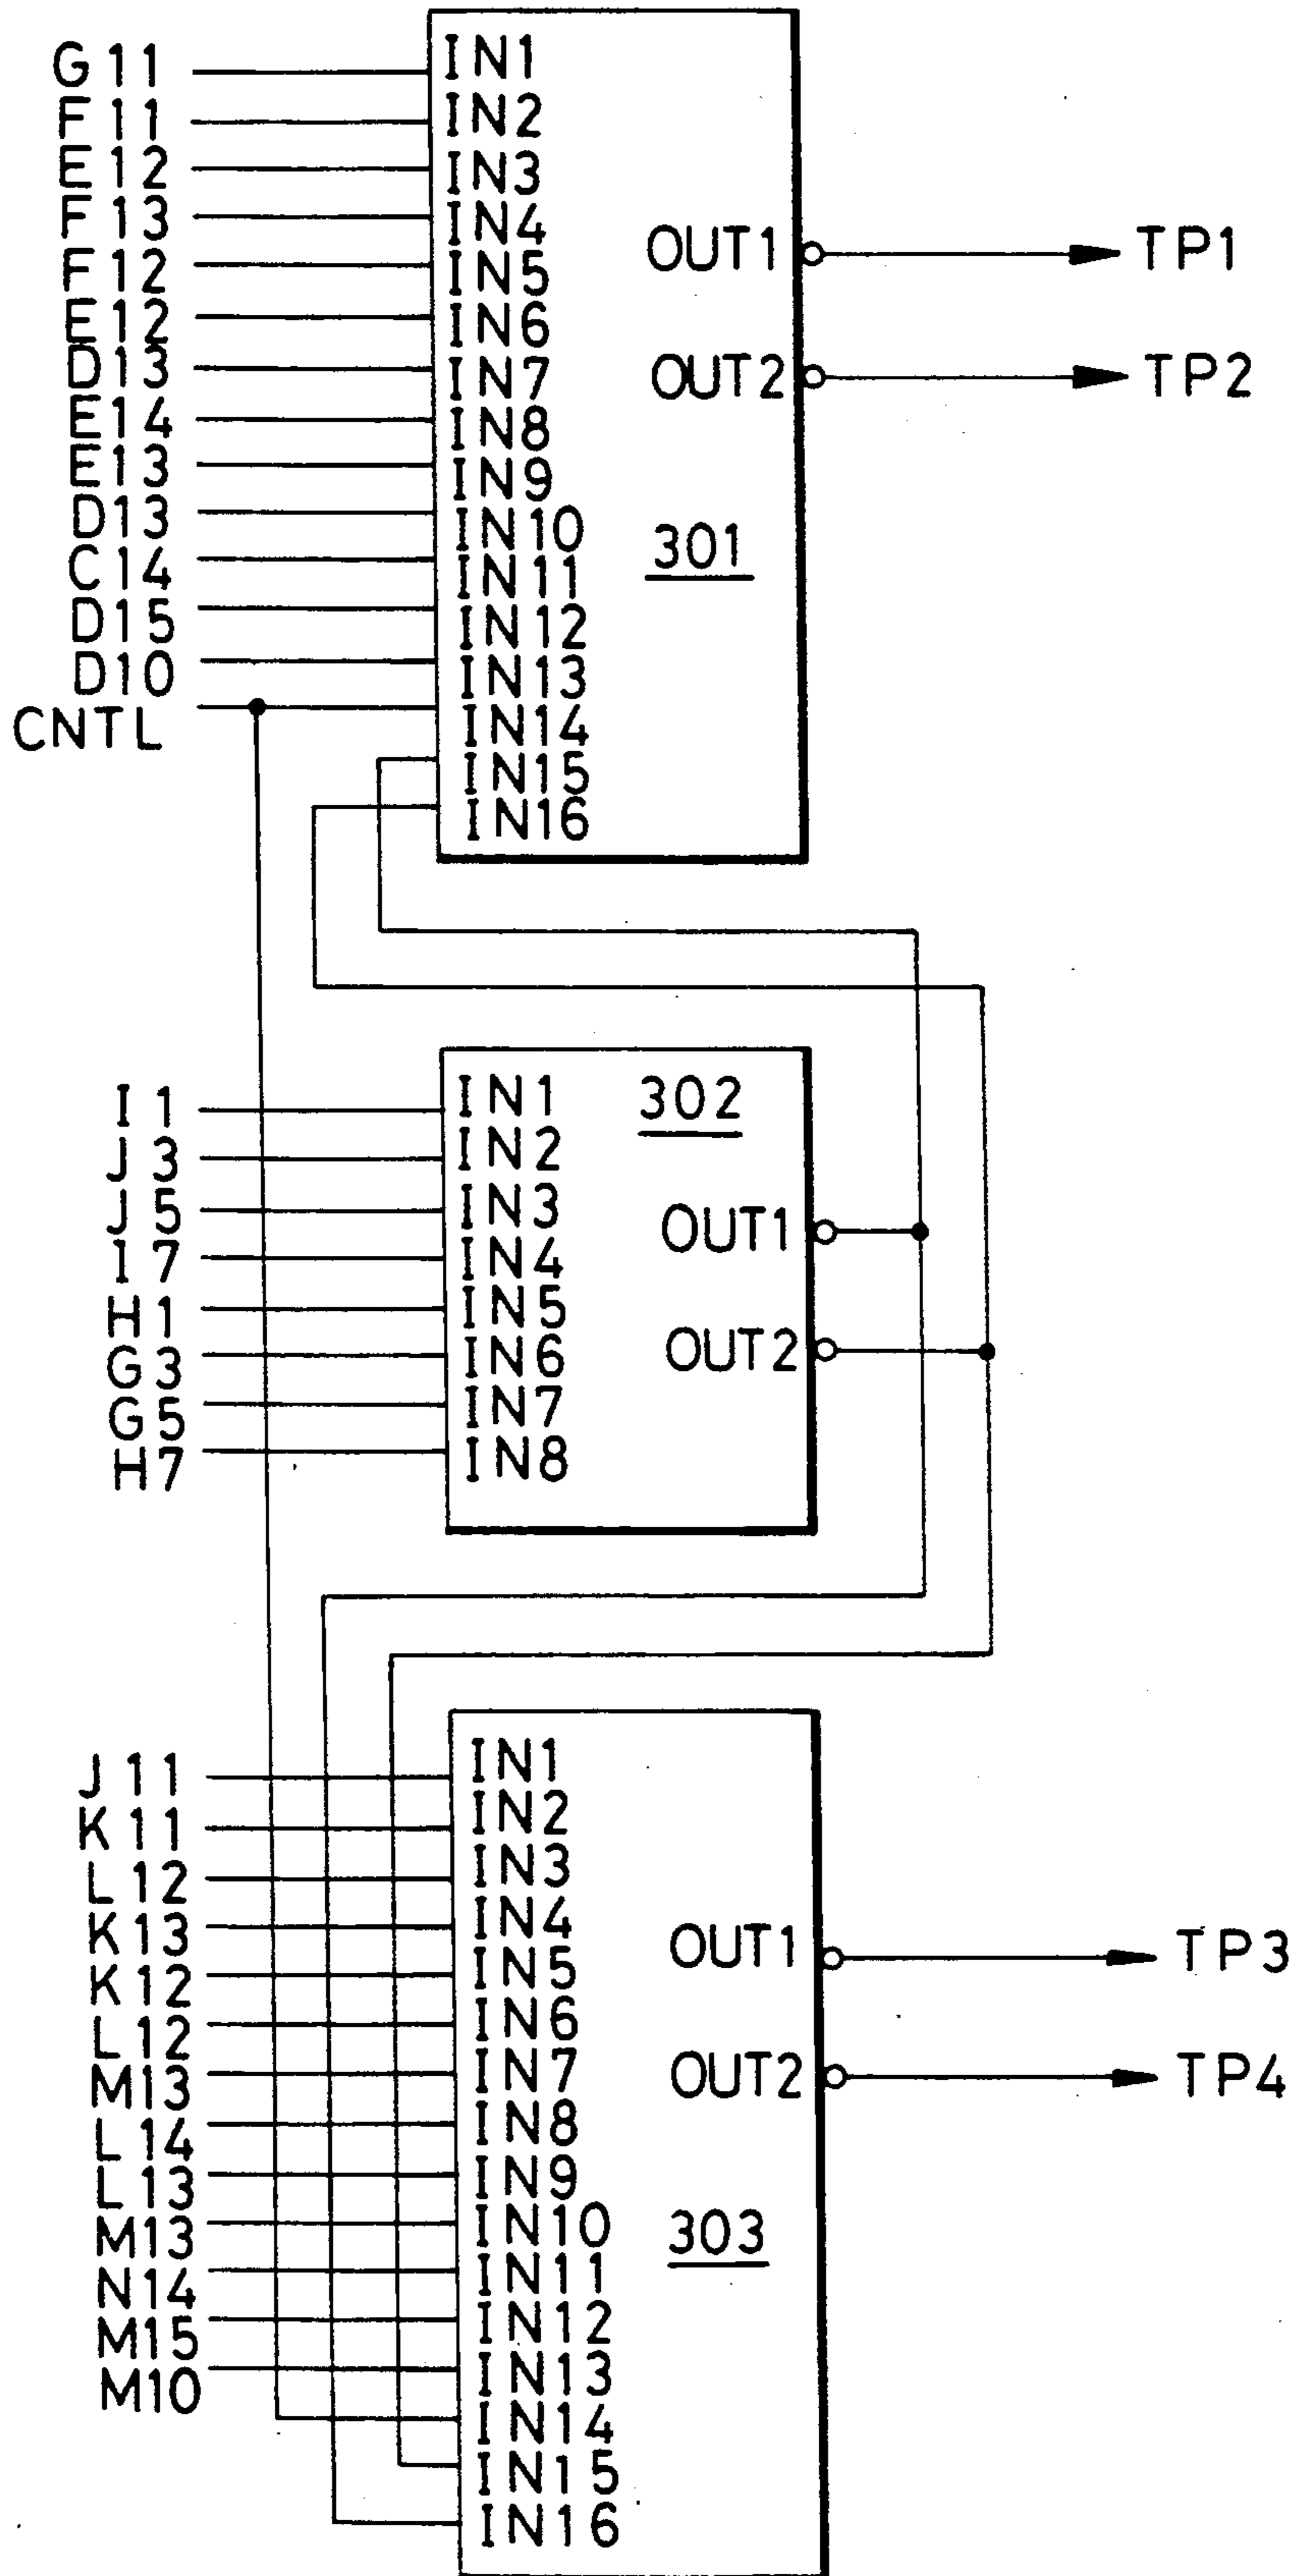 G11
F11
E12
F13
F12
E12
D13
E14
E13
D13
C14
D15
D10
CNTL
IN1
IN2
IN3
IN4
IN5
IN6
IN7
IN8
IN9
IN10
IN11
IN12
IN13
IN14
IN15
IN16
301
OUT1
OUT2
TP1
TP2
I1
J3
J5
I7
H1
G3
G5
H7
IN1
IN2
IN3
IN4
IN5
IN6
IN7
IN8
302
OUT1
OUT2
J11
K11
L12
K13
K12
L12
M13
L14
L13
M13
N14
M15
M10
IN1
IN2
IN3
IN4
IN5
IN6
IN7
IN8
IN9
IN10
IN11
IN12
IN13
IN14
IN15
IN16
OUT1
OUT2
303
TP3
TP4